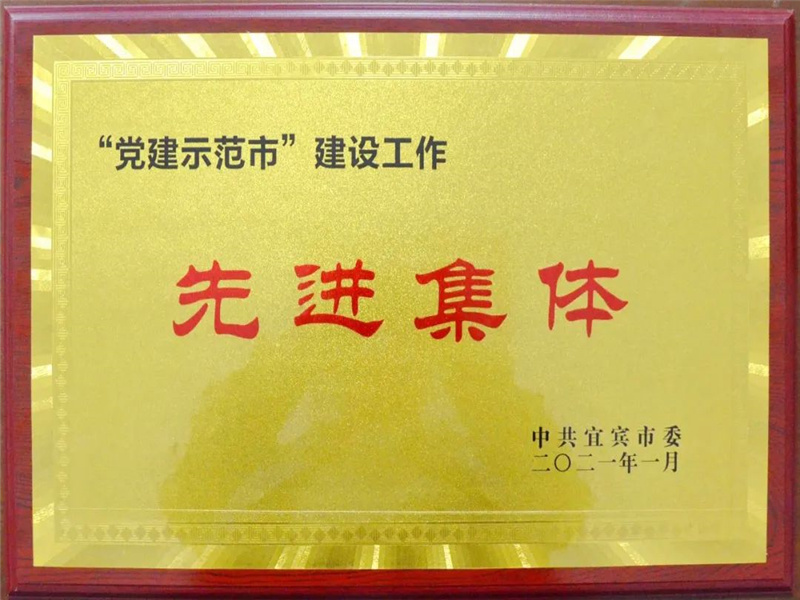 “党建示范市”建设工作
先进集体
中共宜宾市委
二〇二一年一月